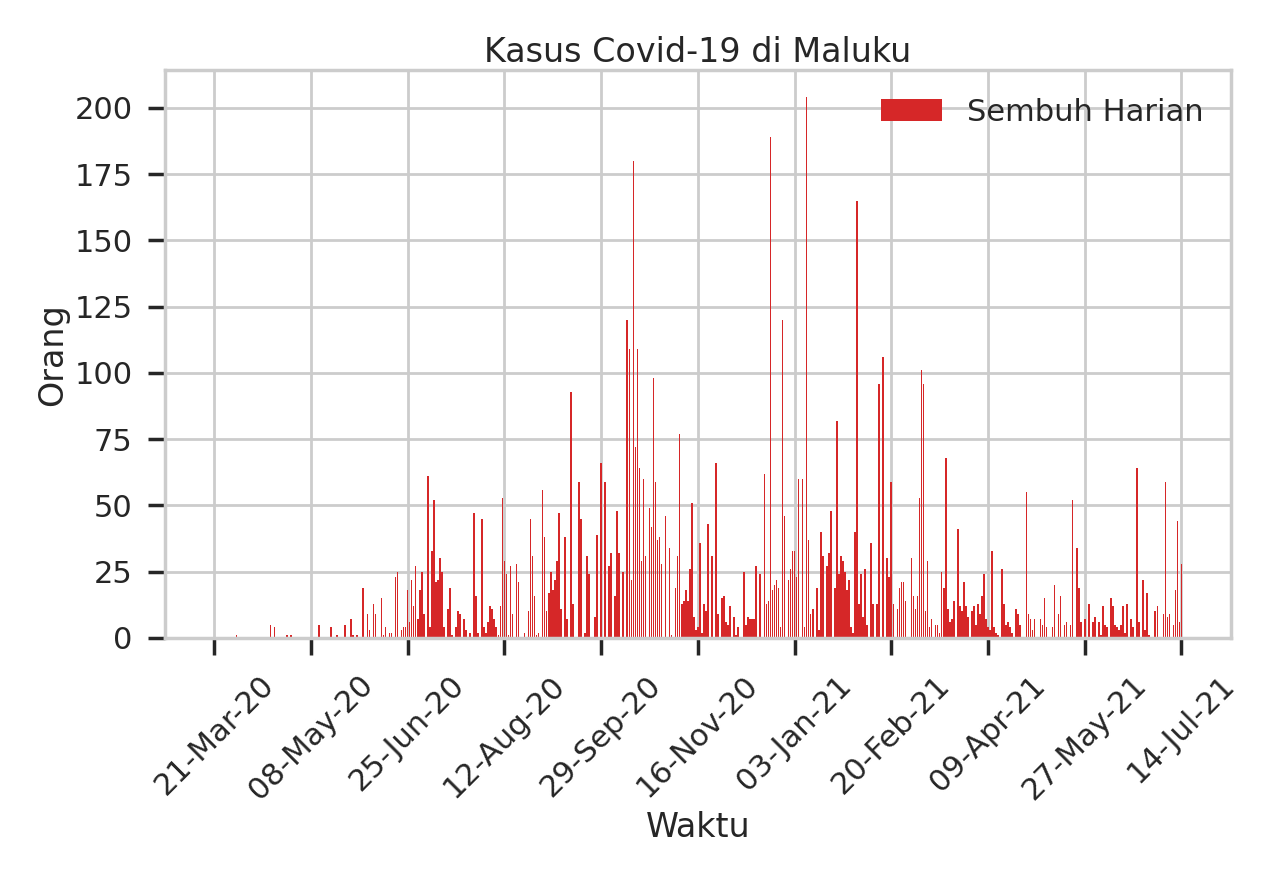 Kasus Covid-19 di Maluku
Sembuh Harian
Orang
200
175
150
125
100
75
50
25
0
21-Mar-20
08-May-20
25-Jun-20
12-Aug-20
29-Sep-20
16-Nov-20
03-Jan-21
20-Feb-21
09-Apr-21
27-May-21
14-Jul-21
Waktu